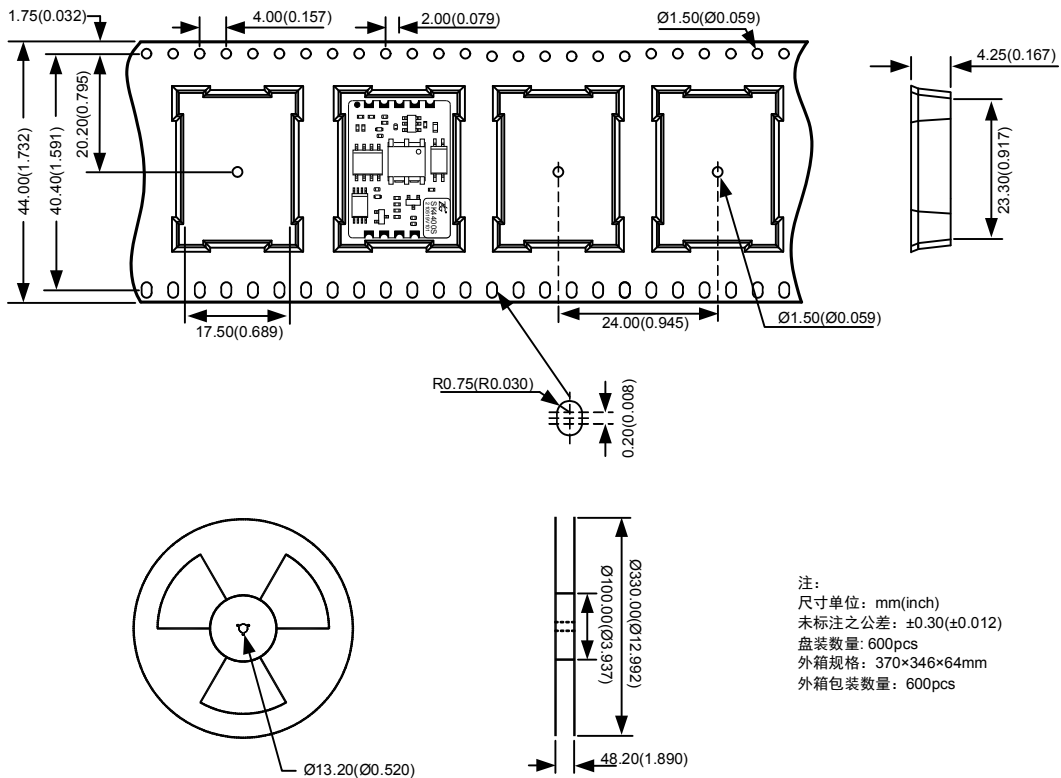 1.75(0.032)
4.00(0.157)
2.00(0.079)
Ø1.50(Ø0.059)
4.25(0.167)
44.00(1.732)
40.40(1.591)
20.20(0.795)
23.30(0.917)
SK4400S
17.50(0.689)
24.00(0.945)
Ø1.50(Ø0.059)
R0.75(R0.030)
0.20(0.008)
Ø100.00(Ø3.937)
Ø330.00(Ø12.992)
Ø13.20(Ø0.520)
48.20(1.890)
注:
尺寸单位：mm(inch)
未标注之公差：±0.30(±0.012)
盘装数量: 600pcs
外箱规格：370×346×64mm
外箱包装数量：600pcs